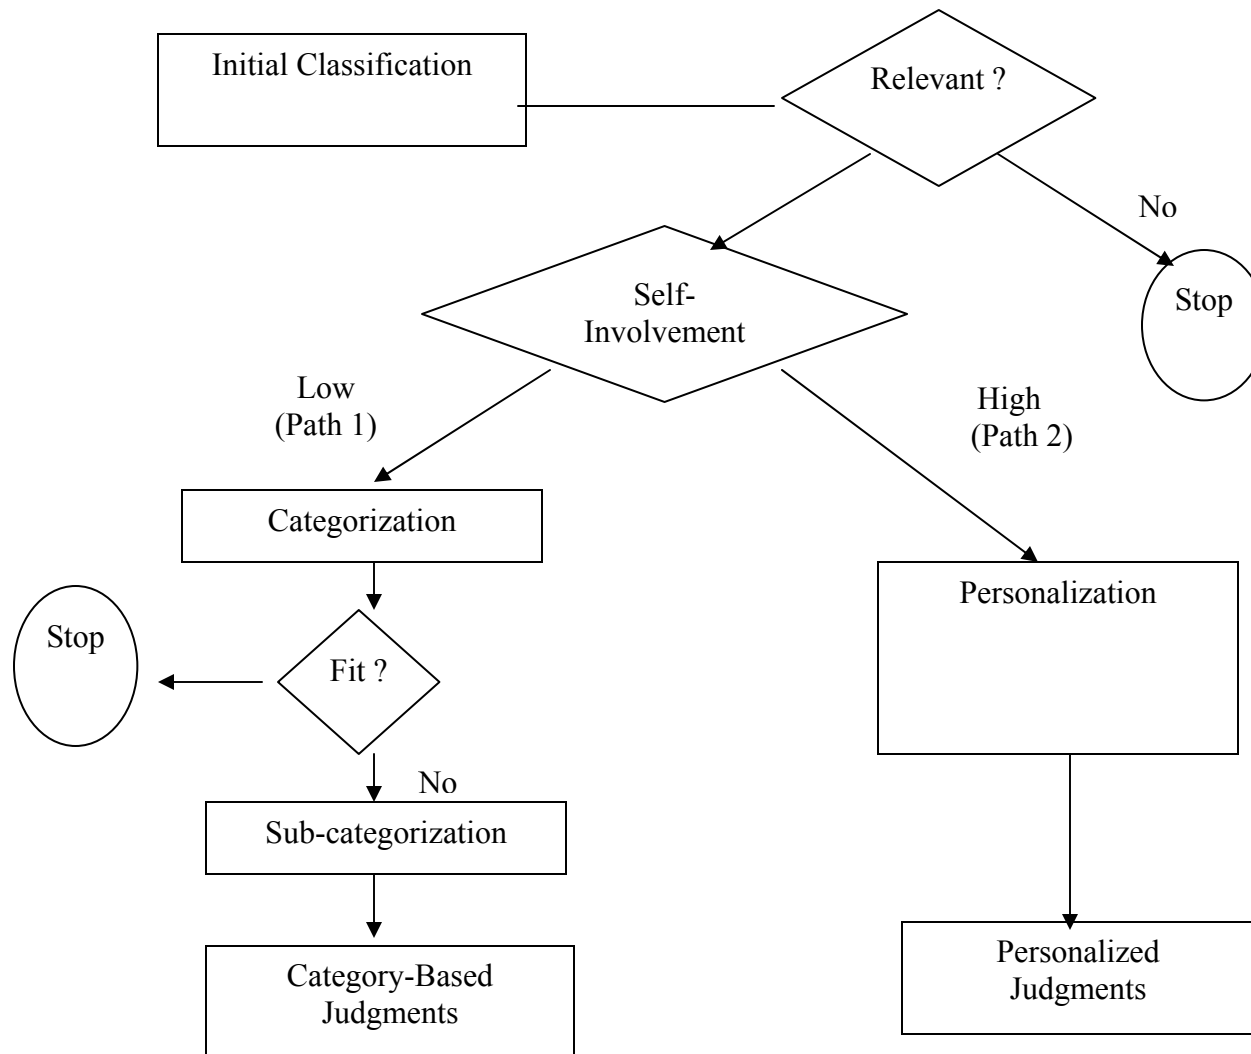 Initial Classification
Relevant ?
No
Stop
Self-
Involvement
Low
(Path 1)
High
(Path 2)
Categorization
Personalization
Stop
Fit ?
No
Sub-categorization
Category-Based
Judgments
Personalized
Judgments